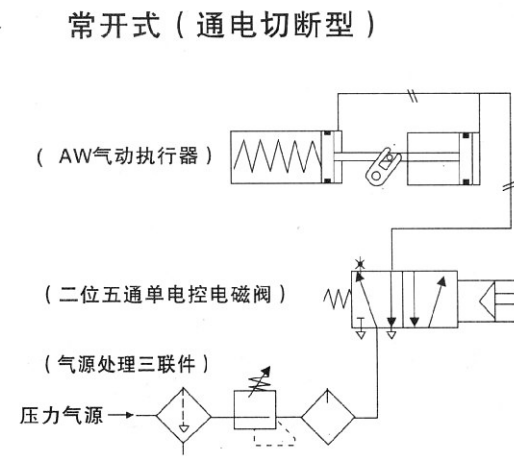 常开式（通电切断型）
（ AW气动执行器）
（二位五通单电控电磁阀）
（气源处理三联件）
压力气源